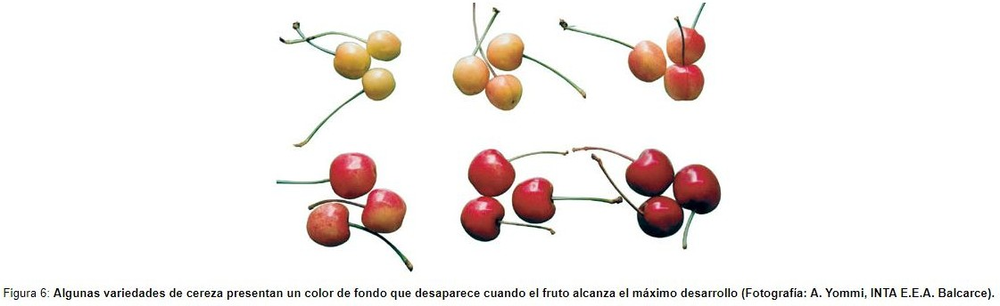 Figura 6: Algunas variedades de cereza presentan un color de fondo que desaparece cuando el fruto alcanza el máximo desarrollo (Fotografía: A. Yommi, INTA E.E.A. Balcarce).